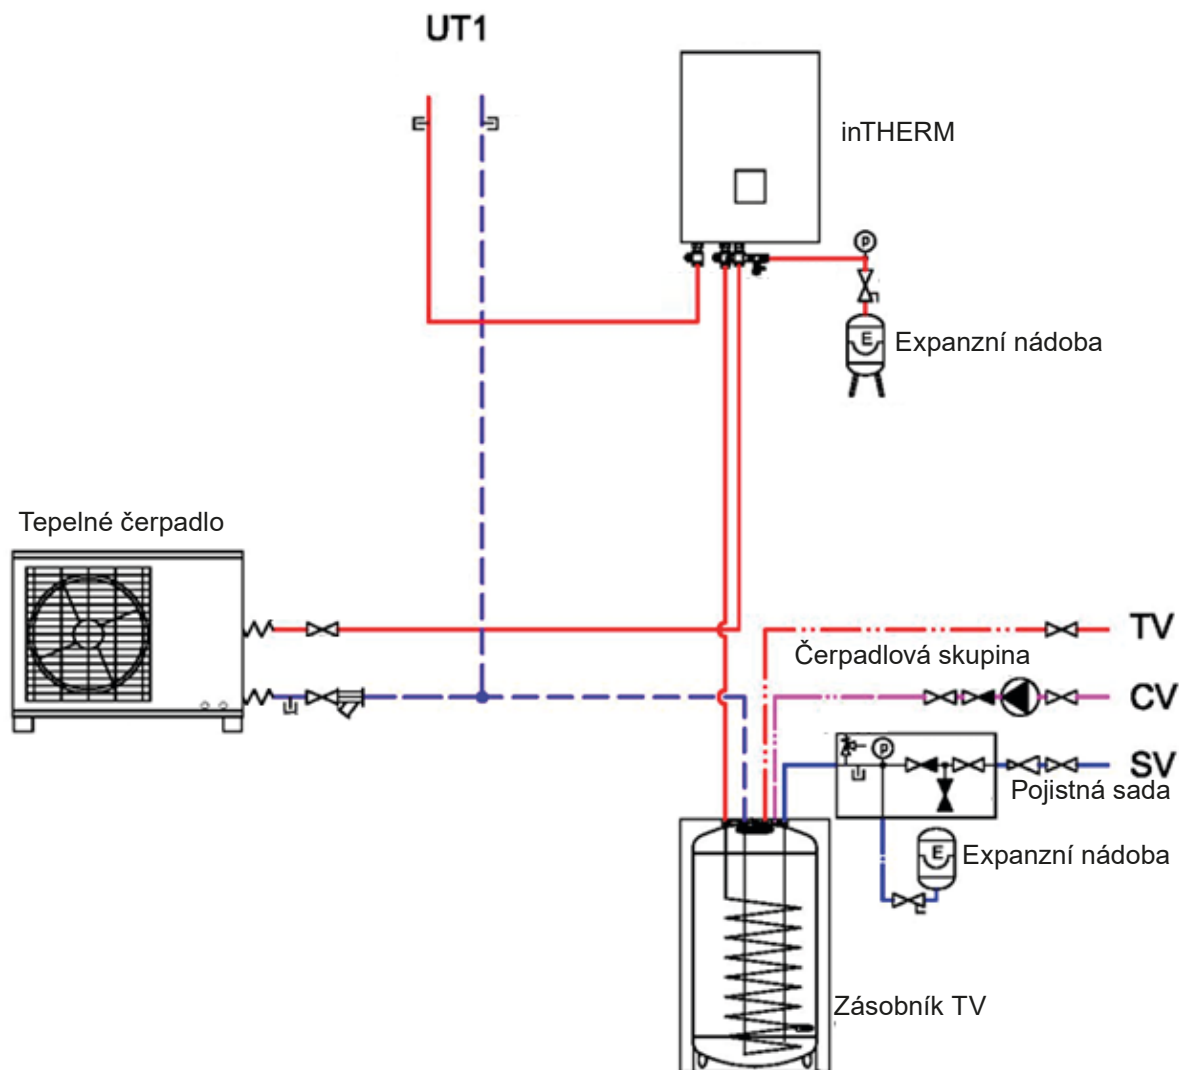 UT1
inTHERM
P
E
Expanzní nádoba
Tepelné čerpadlo
TV
Čerpadlová skupina
CV
P
SV
Pojistná sada
E
Expanzní nádoba
Zásobník TV